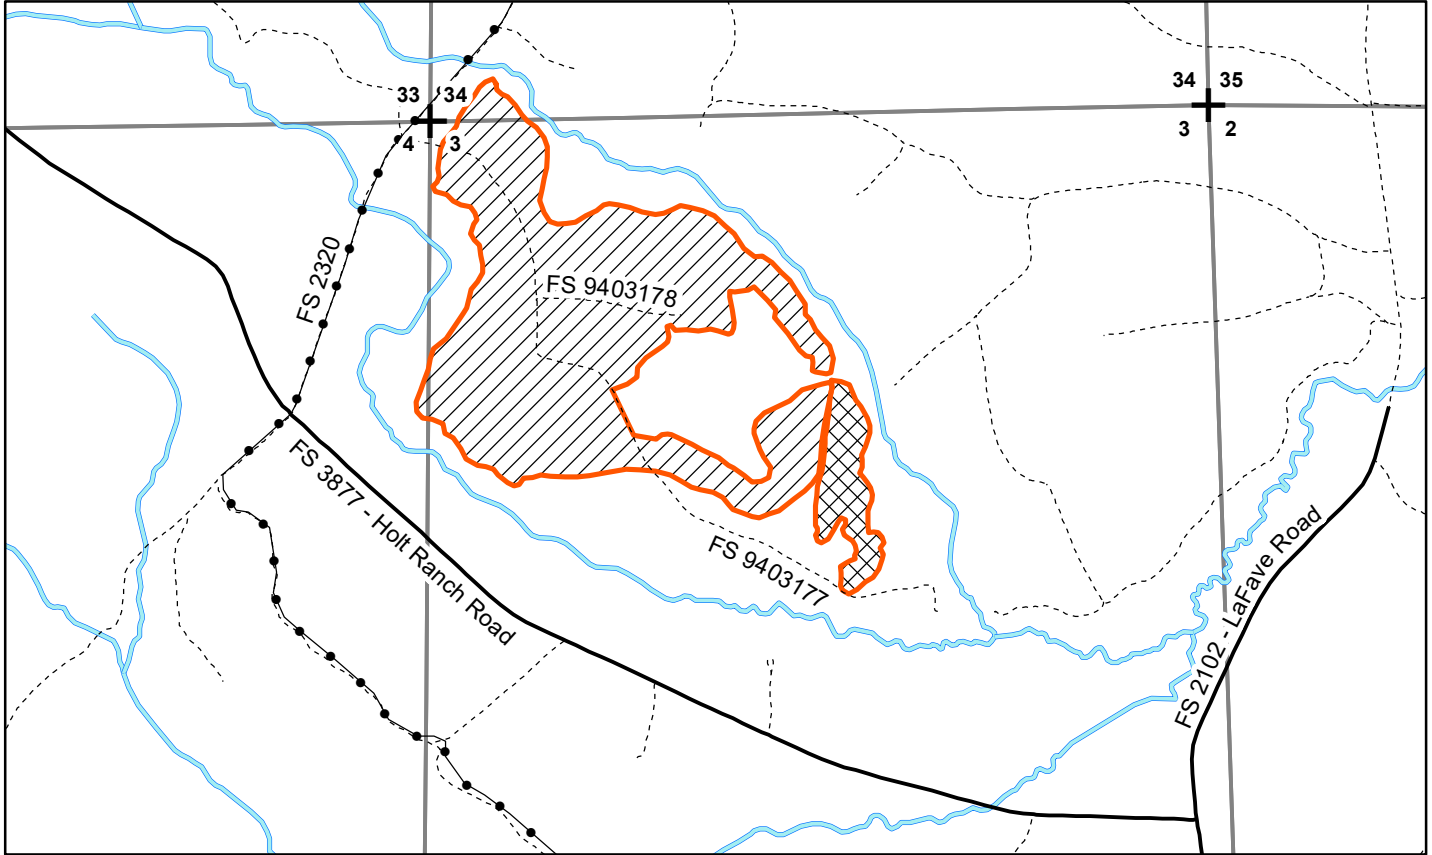 33 34
4 3
34 35
3 2
FS 2320
FS 9403178
FS 3877 - Holt Ranch Road
FS 9403177
FS 2102 - LaFave Road